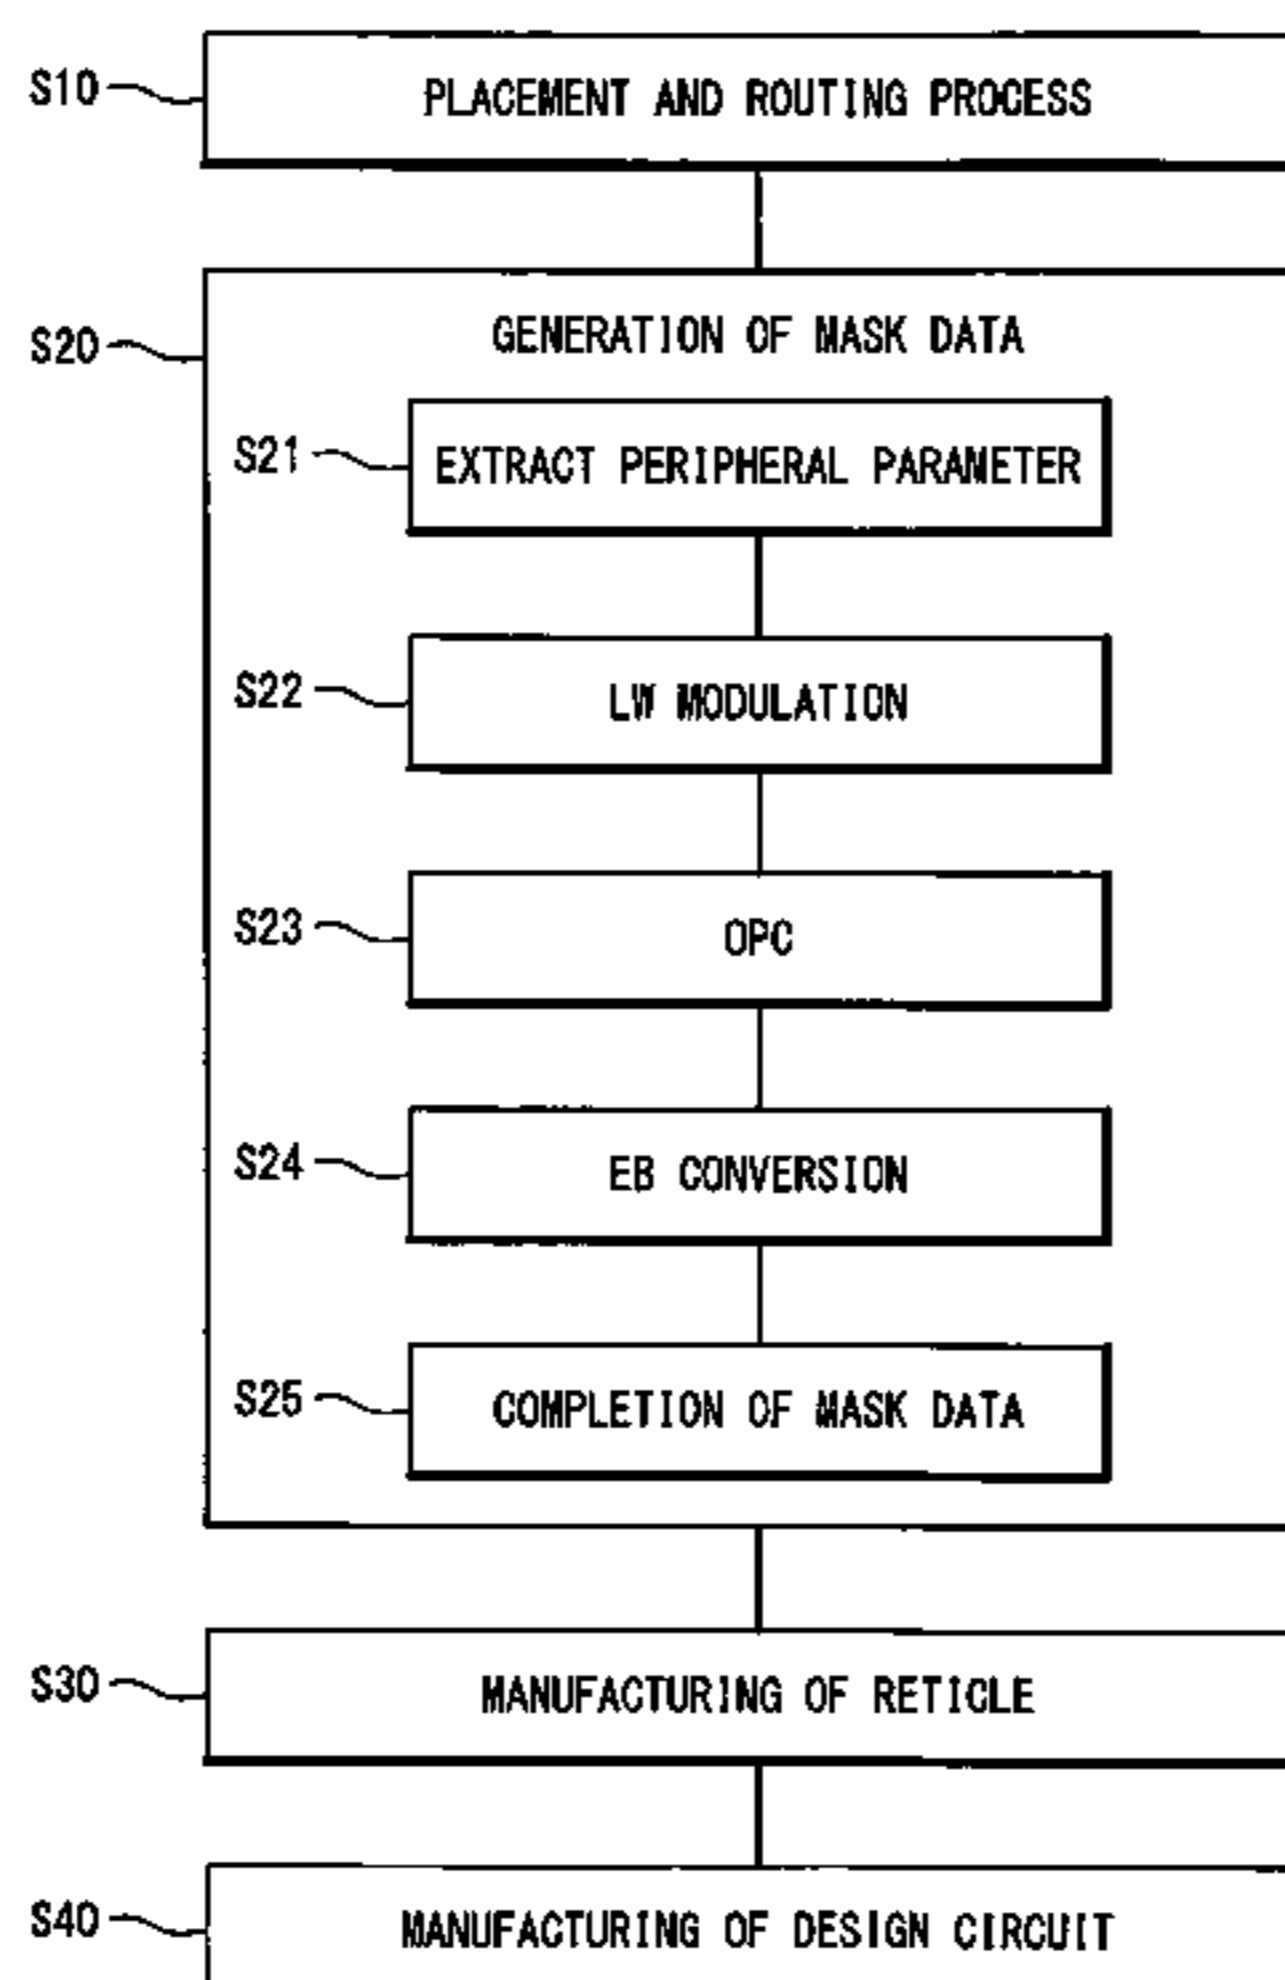 S10 PLACEMENT AND ROUTING PROCESS
S20 GENERATION OF MASK DATA
S21 EXTRACT PERIPHERAL PARAMETER
S22 LW MODULATION
S23 OPC
S24 EB CONVERSION
S25 COMPLETION OF MASK DATA
S30 MANUFACTURING OF RETICLE
S40 MANUFACTURING OF DESIGN CIRCUIT